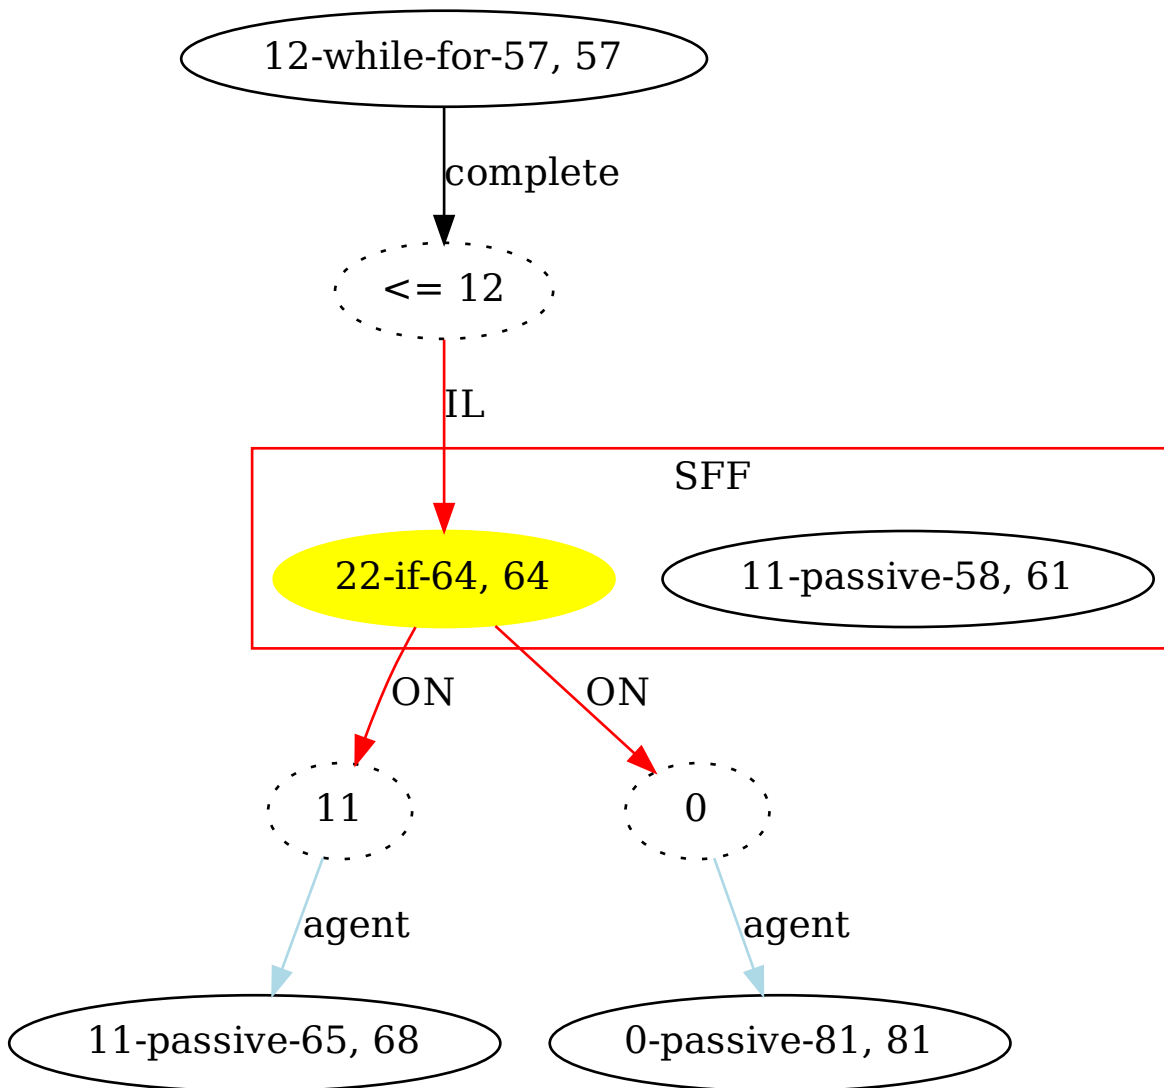 12-while-for-57, 57
complete
<= 12
IL
SFF
22-if-64, 64
11-passive-58, 61
ON
ON
11
0
agent
agent
11-passive-65, 68
0-passive-81, 81